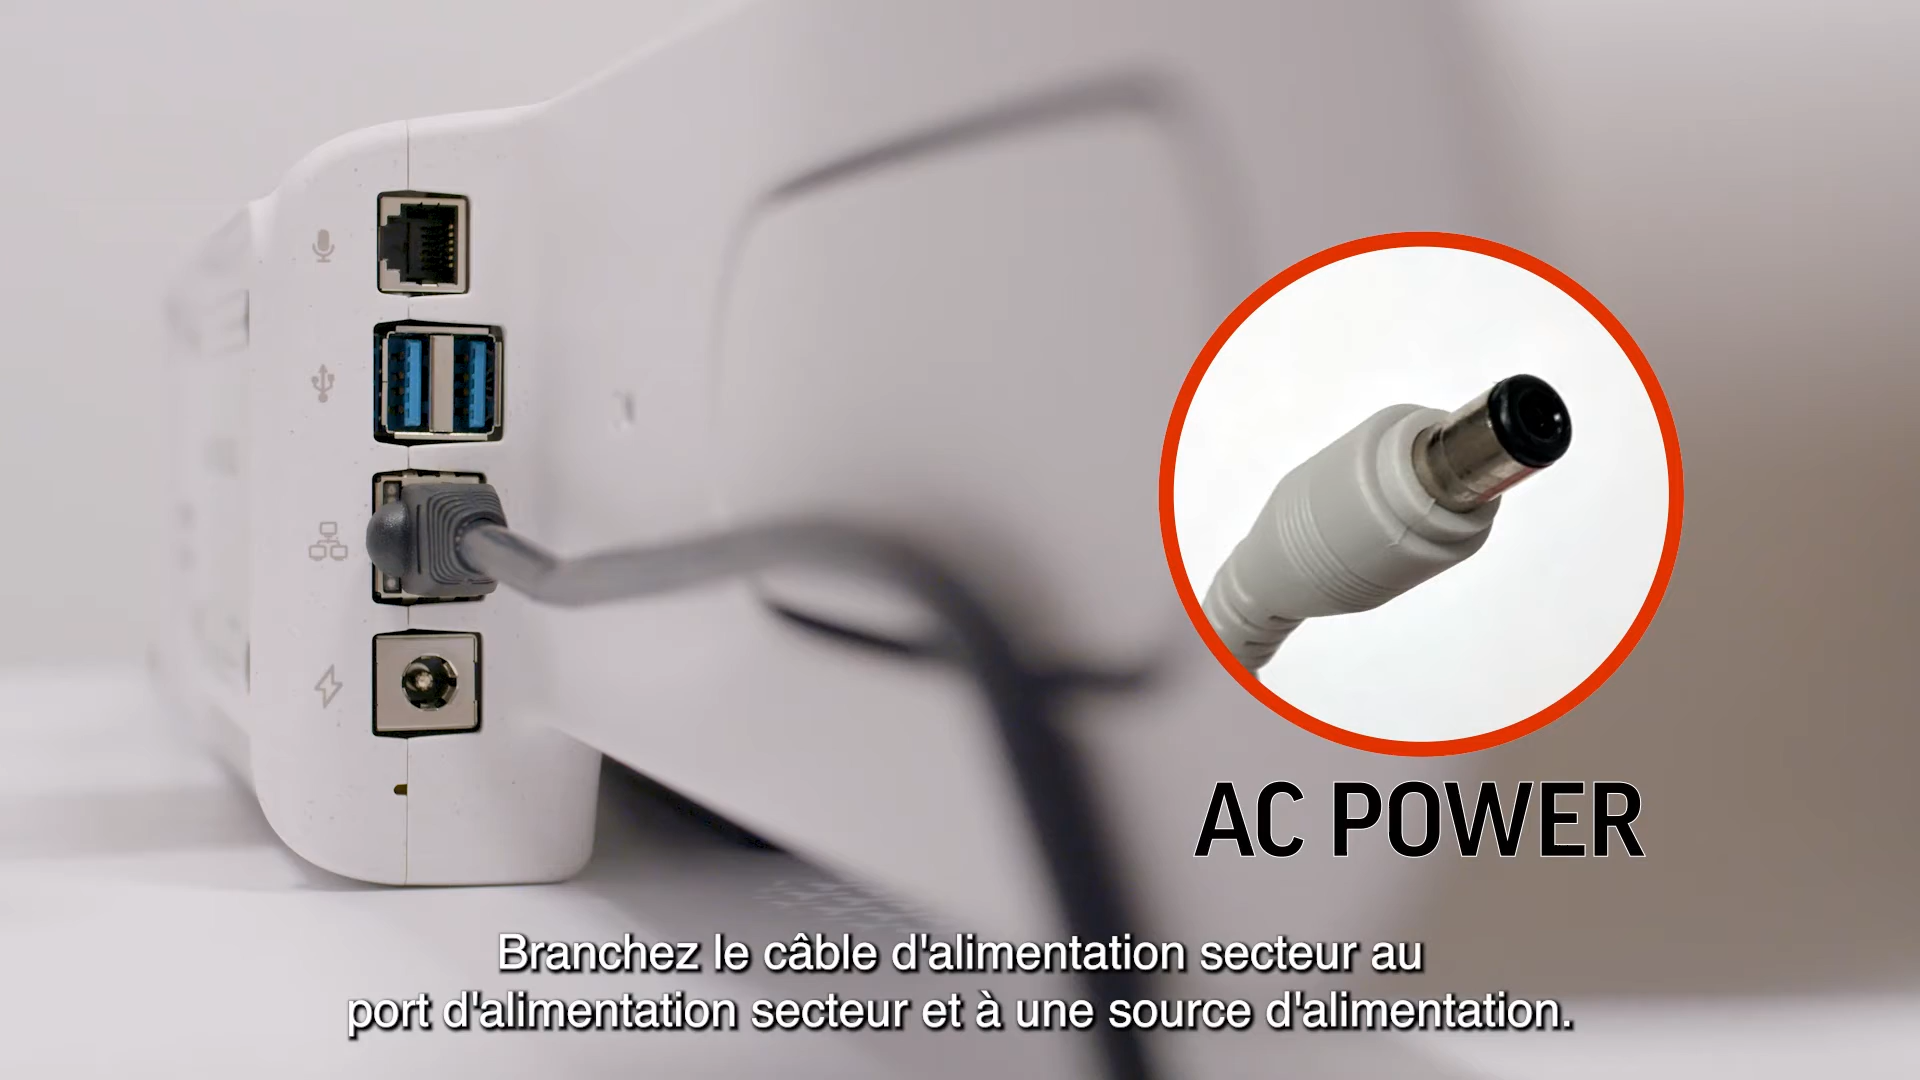 AC POWER
Branchez le câble d'alimentation secteur au
port d'alimentation secteur et à une source d'alimentation.